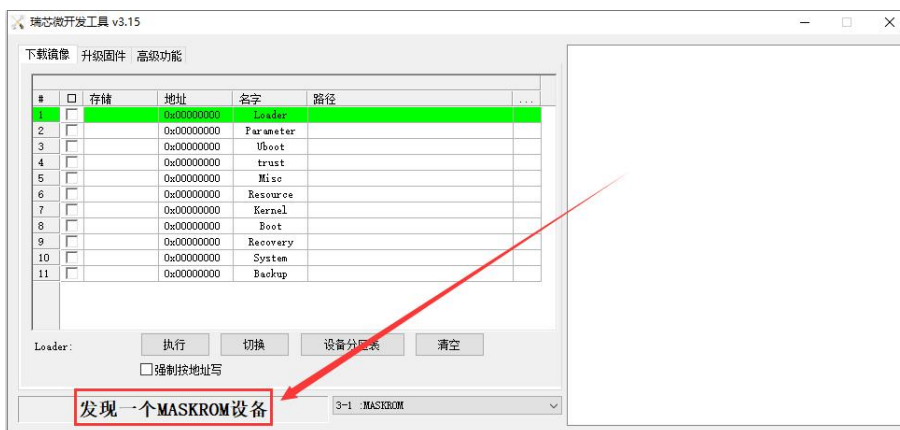 瑞芯微开发工具 v3.15
下载镜像 升级固件 高级功能
# 存储 地址 名字 路径 ...
1 0x00000000 Loader
2 0x00000000 Parameter
3 0x00000000 Uboot
4 0x00000000 trust
5 0x00000000 Misc
6 0x00000000 Resource
7 0x00000000 Kernel
8 0x00000000 Boot
9 0x00000000 Recovery
10 0x00000000 System
11 0x00000000 Backup
Loader: 执行 切换 设备分区表 清空
强制按地址写
发现一个MASKROM设备 3-1 :MASKROM